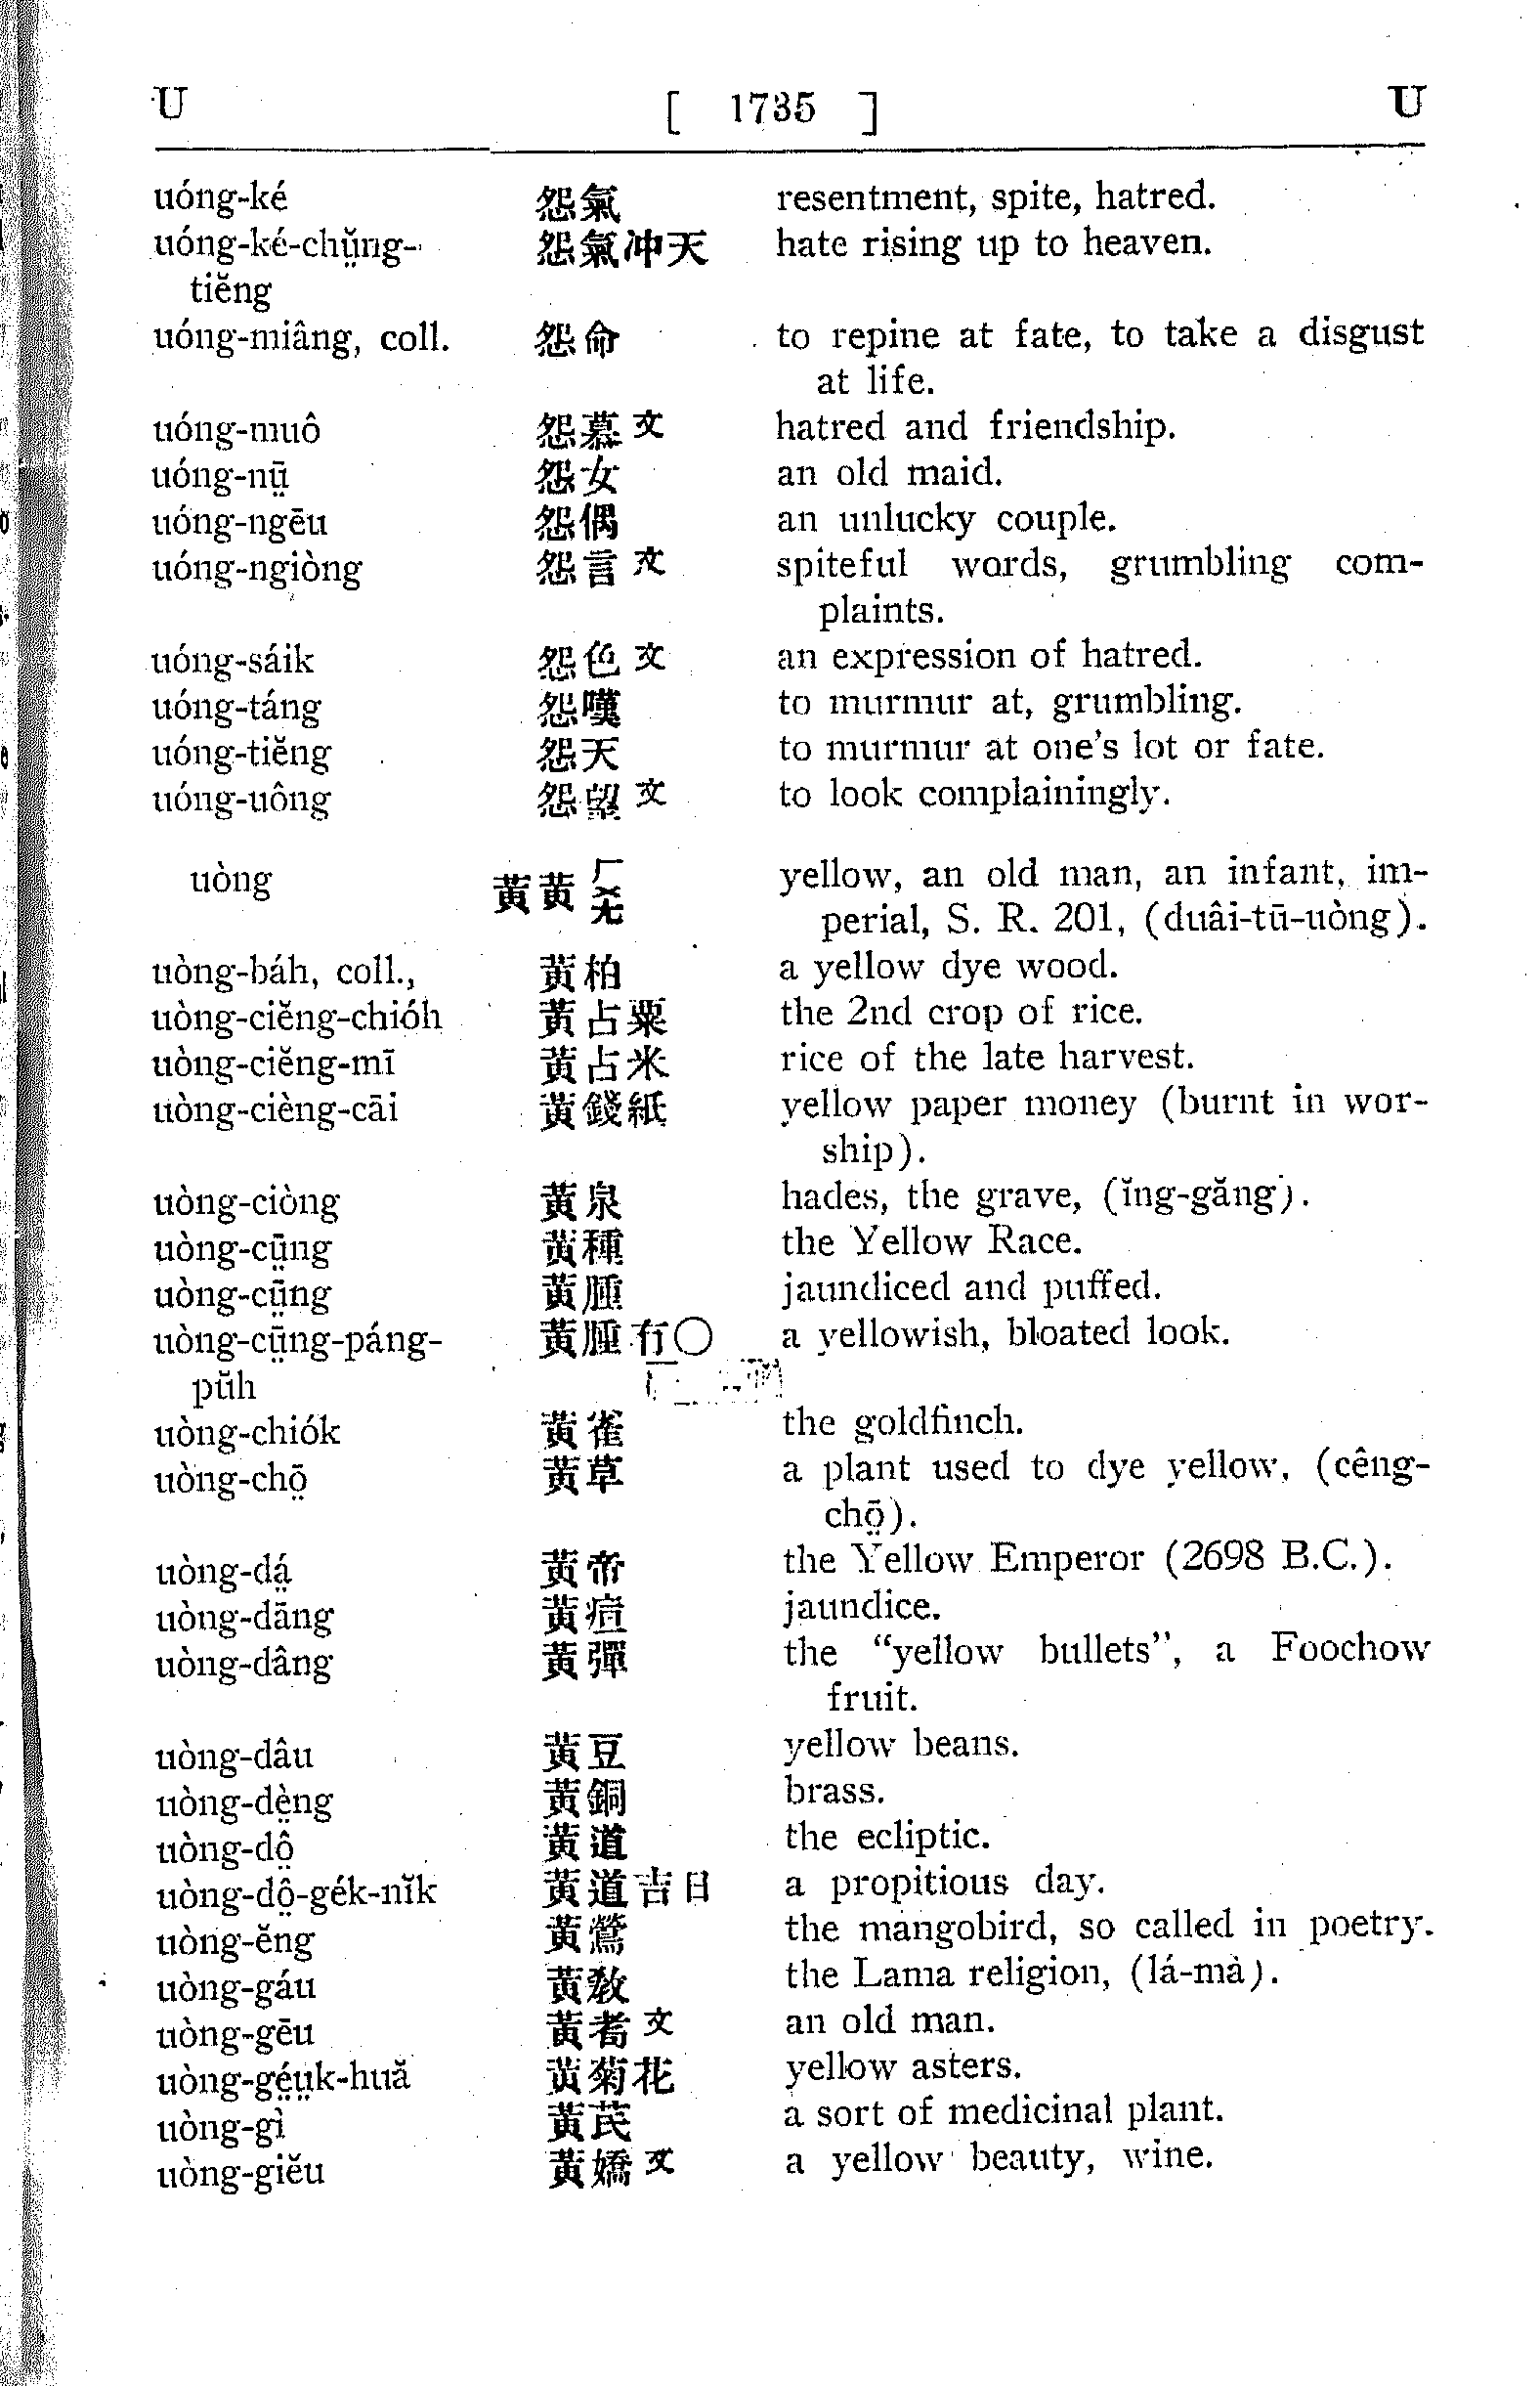 U [ 1735 ] U
uóng-ké 怨氣 resentment, spite, hatred.
uóng-ké-chṳ̆ng- 怨氣冲天 hate rising up to heaven.
tiĕng
uóng-miâng, coll. 怨命 to repine at fate, to take a disgust
at life.
uóng-muô 怨慕文 hatred and friendship.
uóng-nṳ̄ 怨女 an old maid.
uóng-ngēu 怨偶 an unlucky couple.
uóng-ngiòng 怨言文 spiteful words, grumbling com-
plaints.
uóng-sáik 怨色文 an expression of hatred.
uóng-táng 怨嘆 to murmur at, grumbling.
uóng-tiĕng 怨天 to murmur at one's lot or fate.
uóng-uông 怨望文 to look complainingly.
uòng 黃黄 ㄏㄨㄤ yellow, an old man, an infant, im-
perial, S. R. 201, (duâi-tū-uòng).
uòng-báh, coll., 黃柏 a yellow dye wood.
uòng-ciĕng-chióh 黃占粟 the 2nd crop of rice.
uòng-ciĕng-mī 黃占米 rice of the late harvest.
uòng-cièng-cāi 黃錢紙 yellow paper money (burnt in wor-
ship).
uòng-ciòng 黃泉 hades, the grave, (ĭng-găng).
uòng-cṳ̄ng 黃種 the Yellow Race.
uòng-cṳ̄ng 黃腫 jaundiced and puffed.
uòng-cṳ̄ng-páng- 黃腫冇〇 a yellowish, bloated look.
pŭh
uòng-chiók 黃雀 the goldfinch.
uòng-chō̤ 黃草 a plant used to dye yellow, (cêng-
chō̤).
uòng-dá̤ 黃帝 the Yellow Emperor (2698 B.C.).
uòng-dāng 黃疸 jaundice.
uòng-dâng 黃彈 the “yellow bullets”, a Foochow
fruit.
uòng-dâu 黃豆 yellow beans.
uòng-dè̤ng 黃銅 brass.
uòng-dô̤ 黃道 the ecliptic.
uòng-dô̤-gék-nĭk 黃道吉日 a propitious day.
uòng-ĕng 黃鶯 the mangobird, so called in poetry.
uòng-gáu 黃教 the Lama religion, (lá-mà).
uòng-gēu 黃耇文 an old man.
uòng-gé̤ṳk-huă 黃菊花 yellow asters.
uòng-gì 黃芪 a sort of medicinal plant.
uòng-giĕu 黃嬌文 a yellow beauty, wine.